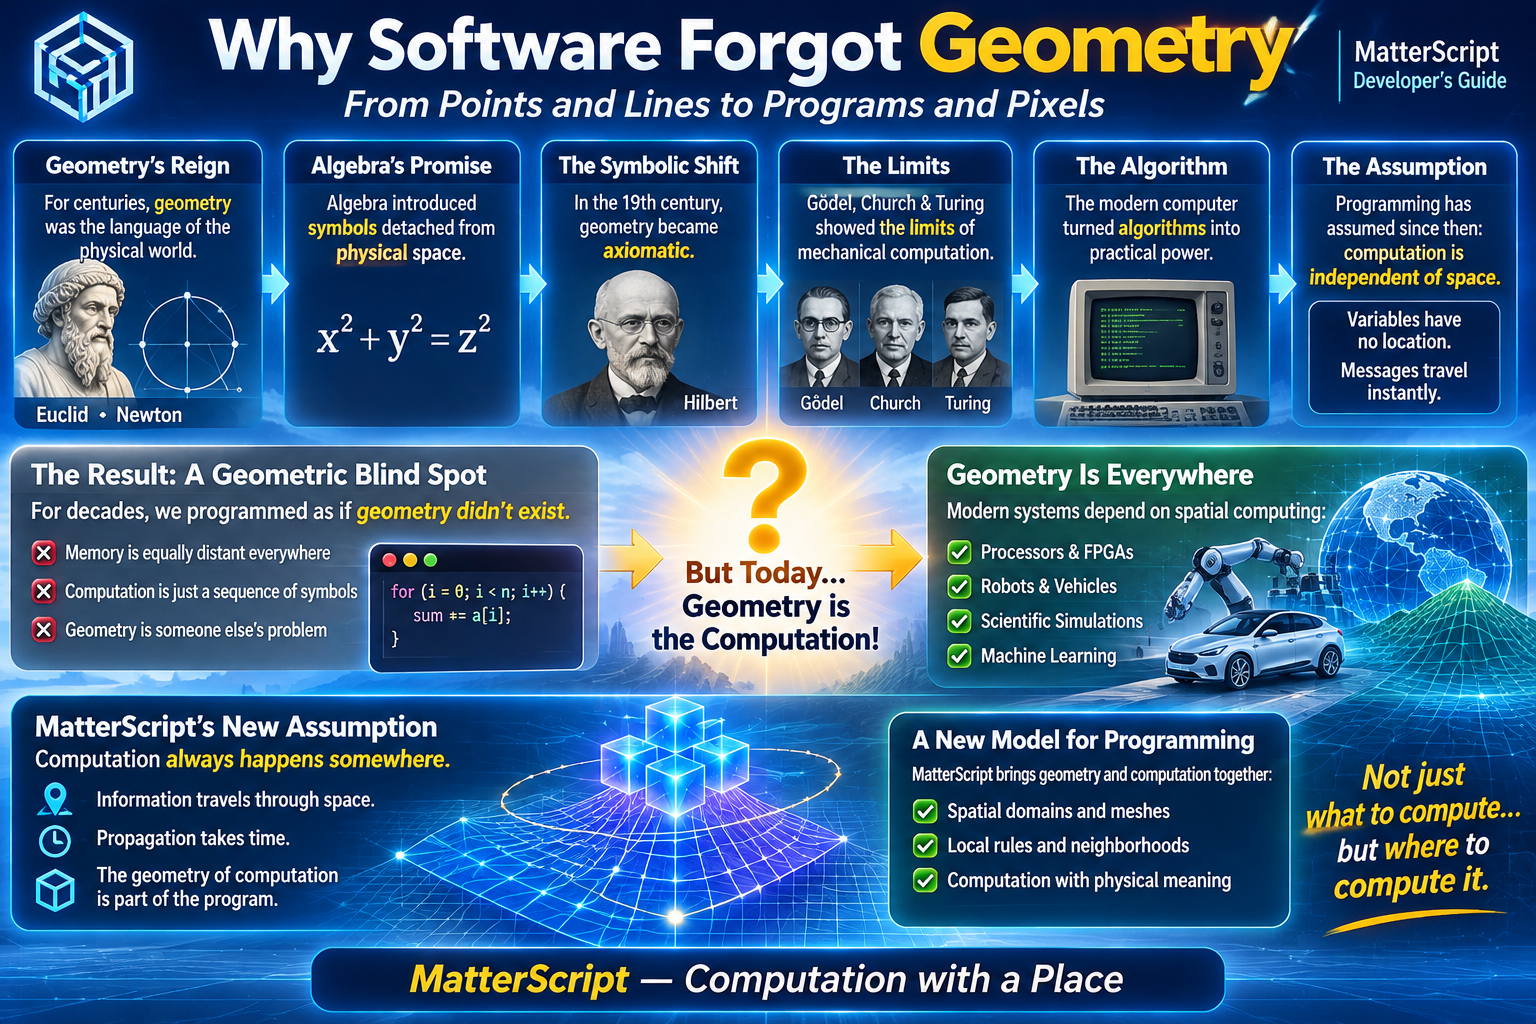 Why Software Forgot Geometry
From Points and Lines to Programs and Pixels
MatterScript
Developer's Guide
Geometry's Reign
For centuries, geometry
was the language of the
physical world.
Euclid • Newton
Algebra's Promise
Algebra introduced
symbols detached from
physical space.
x² + y² = z²
The Symbolic Shift
In the 19th century,
geometry became
axiomatic.
Hilbert
The Limits
Gödel, Church & Turing
showed the limits of
mechanical computation.
Gödel Church Turing
The Algorithm
The modern computer
turned algorithms into
practical power.
The Assumption
Programming has
assumed since then:
computation is
independent of space.
Variables have
no location.
Messages travel
instantly.
The Result: A Geometric Blind Spot
For decades, we programmed as if geometry didn't exist.
Memory is equally distant everywhere
Computation is just a sequence of symbols
Geometry is someone else's problem
for (i = 0; i < n; i++) {
sum += a[i];
}
?
But Today...
Geometry is
the Computation!
Geometry Is Everywhere
Modern systems depend on spatial computing:
Processors & FPGAs
Robots & Vehicles
Scientific Simulations
Machine Learning
MatterScript's New Assumption
Computation always happens somewhere.
Information travels through space.
Propagation takes time.
The geometry of computation
is part of the program.
A New Model for Programming
MatterScript brings geometry and computation together:
Spatial domains and meshes
Local rules and neighborhoods
Computation with physical meaning
Not just
what to compute...
but where to
compute it.
MatterScript — Computation with a Place